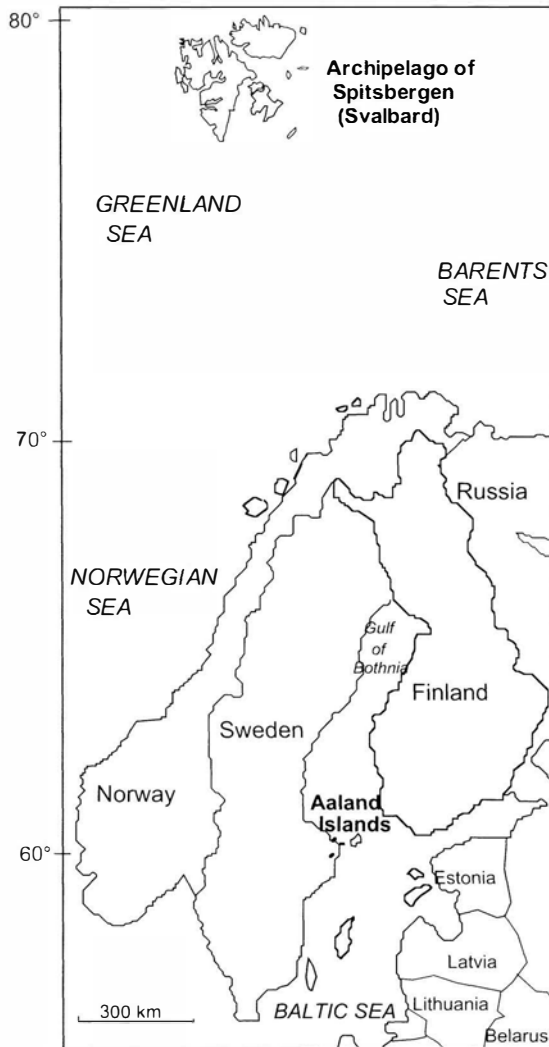 80°
Archipelago of
Spitsbergen
(Svalbard)
GREENLAND
SEA
BARENTS
SEA
70°
Russia
NORWEGIAN
SEA
Gulf
of
Bothnia
Finland
Sweden
Norway
Aaland
Islands
60°
Estonia
Latvia
300 km
BALTIC SEA
Lithuania
Belarus